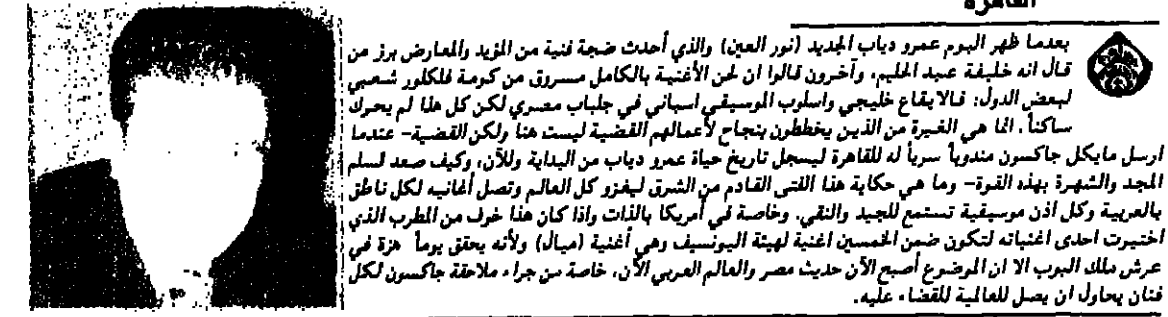 القاهرة
بعدما ظهر البوم عمرو دياب الجديد (نور العين) والذي أحدث ضجة فنية من المؤيد والمعارض برز من
قال انه خليفة عبد الحليم، وآخرون قالوا ان لحن الأغنية بالكامل مسروق من كومة فلكلور شعبي
لبعض الدول: فالايقاع خليجي واسلوب الموسيقى اسباني في جلباب مصري لكن كل هذا لم يحرك
ساكناً. انما هي الغيرة من الذين يخططون بنجاح لأعمالهم القضية ليست هنا ولكن القضية- عندما
ارسل مايكل جاكسون مندوباً سرياً له للقاهرة ليسجل تاريخ حياة عمرو دياب من البداية وللآن، وكيف صعد لسلم
المجد والشهرة بهذه القوة- وما هي حكاية هذا الفتى القادم من الشرق ليغزو كل العالم وتصل أغانيه لكل ناطق
بالعربية وكل أذن موسيقية تستمع للجيد والنقي. وخاصة في أمريكا بالذات واذا كان هذا خوف من المطرب الذي
اختيرت احدى اغنياته لتكون ضمن الخمسين اغنية لهيئة اليونسيف وهي أغنية (ميال) ولأنه يحقق يوماً هزة في
عرش ملك البوب الا ان الموضوع أصبح الآن حديث مصر والعالم العربي الآن، خاصة من جراء ملاحقة جاكسون لكل
فنان يحاول ان يصل للعالمية للقضاء عليه.